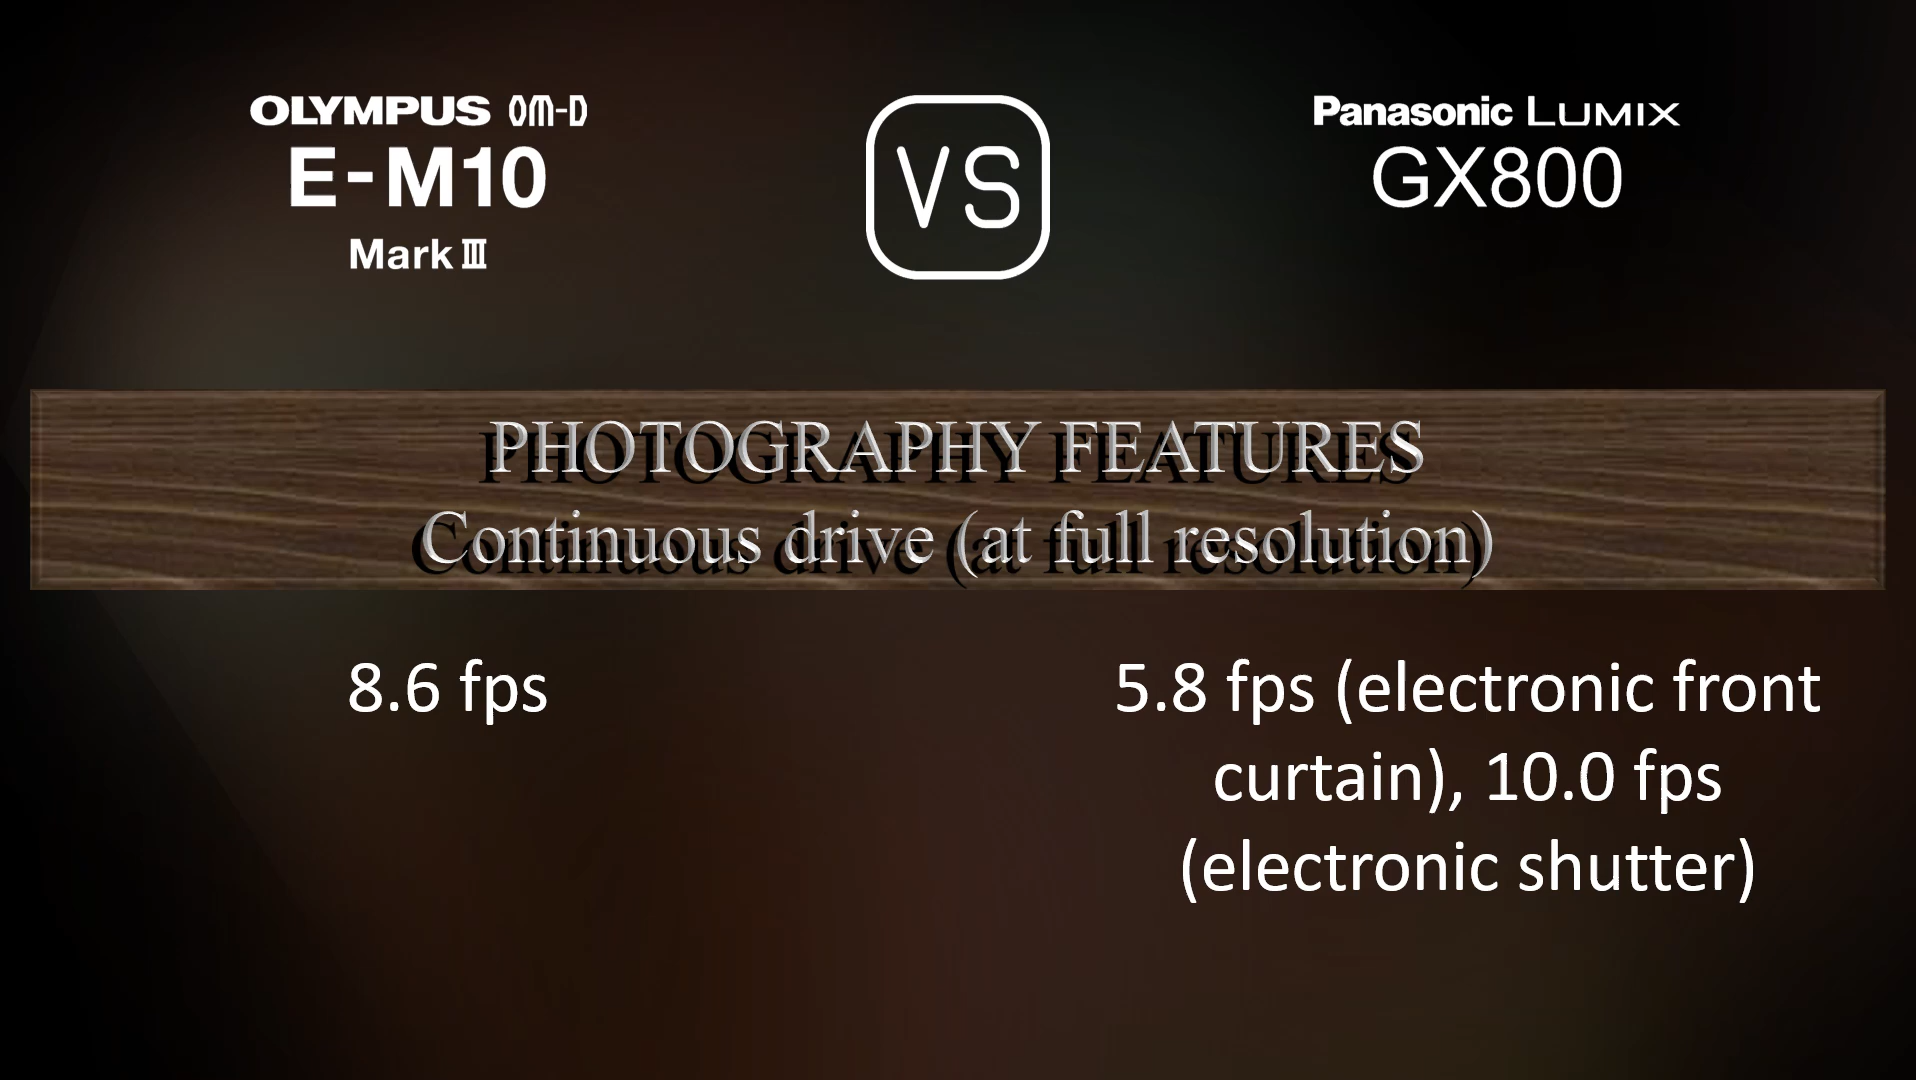 OLYMPUS OM-D
E-M10
Mark III
VS
Panasonic LUMIX
GX800
PHOTOGRAPHY FEATURES
Continuous drive (at full resolution)
8.6 fps
5.8 fps (electronic front
curtain), 10.0 fps
(electronic shutter)